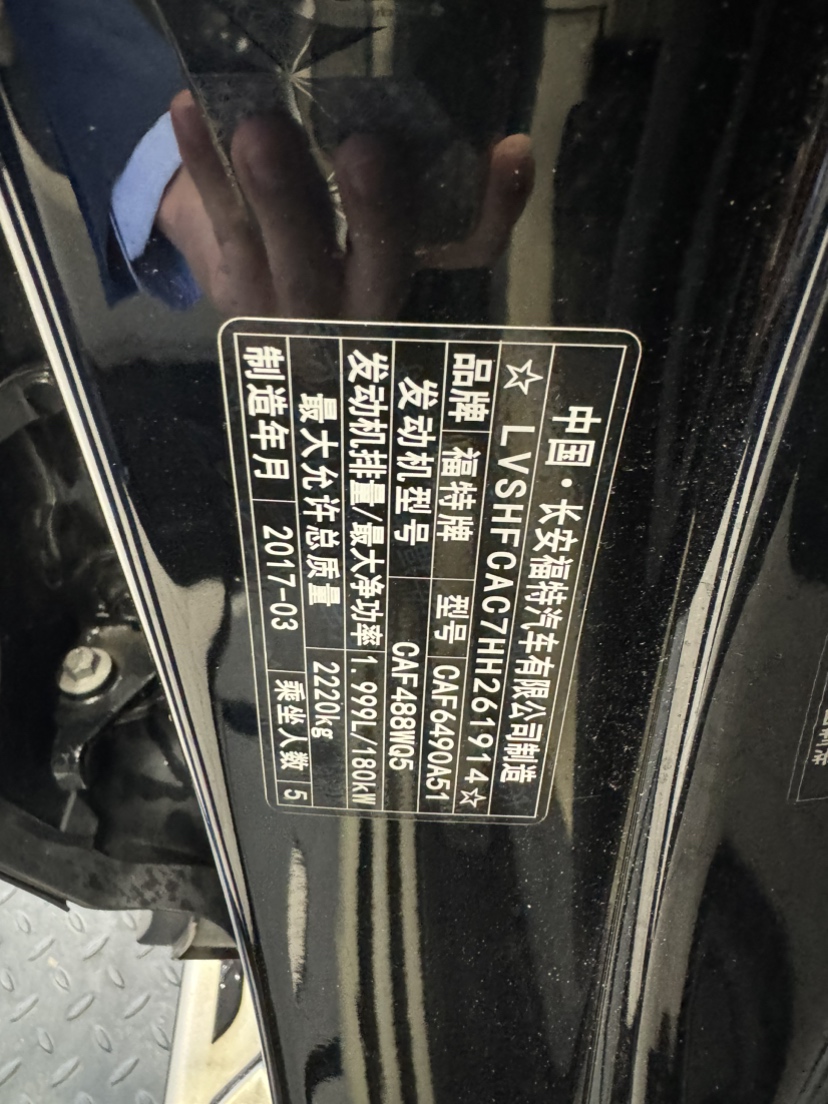 中国·长安福特汽车有限公司制造
☆ LVSHFCAC7HH261914☆
品牌 福特牌 型号 CAF6490A51
发动机型号 CAF488WQ5
发动机排量/最大净功率 1.999L/180kW
最大允许总质量 2220kg
制造年月 2017-03 乘坐人数 5